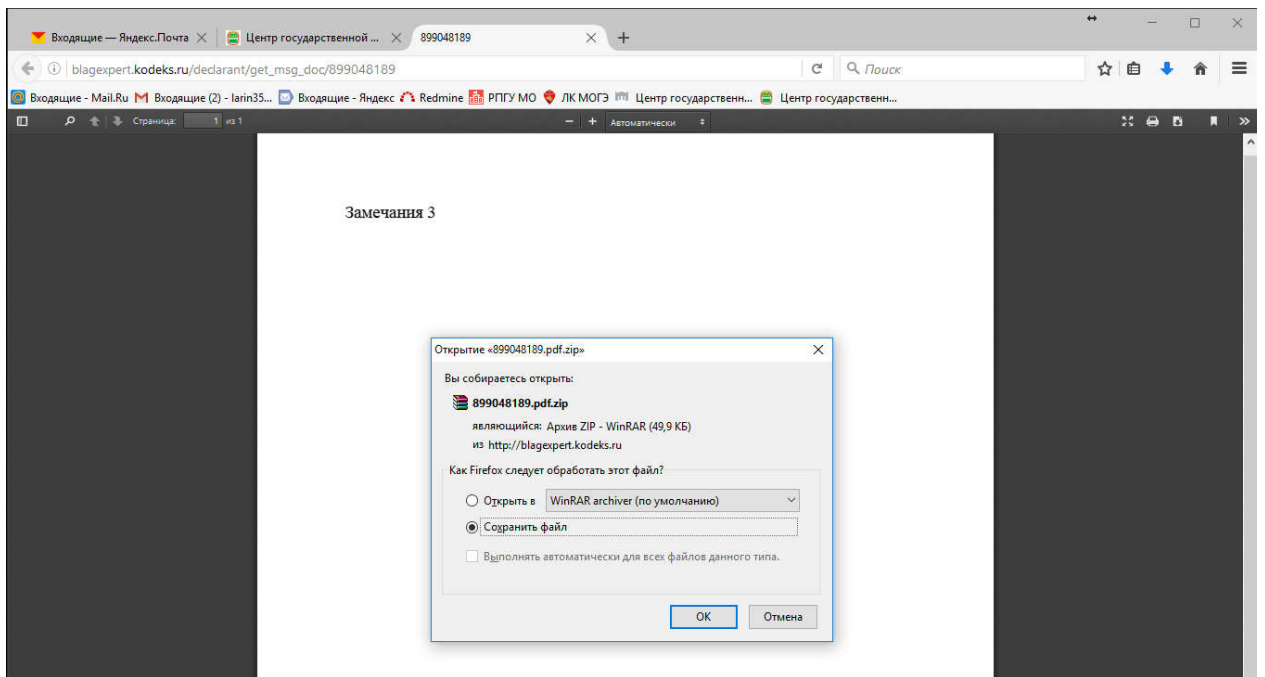 Входящие — Яндекс.Почта
Центр государственной ...
899048189
blagexpert.kodeks.ru/declarant/get_msg_doc/899048189
Поиск
Входящие - Mail.Ru Входящие (2) - larin35... Входящие - Яндекс Redmine РПГУ МО ЛК МОГЭ Центр государственн... Центр государственн...
Страница: 1 из 1 Автоматически
Замечания 3
Открытие «899048189.pdf.zip»
Вы собираетесь открыть:
899048189.pdf.zip
являющийся: Архив ZIP - WinRAR (49,9 КБ)
из http://blagexpert.kodeks.ru
Как Firefox следует обработать этот файл?
Открыть в WinRAR archiver (по умолчанию)
Сохранить файл
Выполнять автоматически для всех файлов данного типа.
OK Отмена